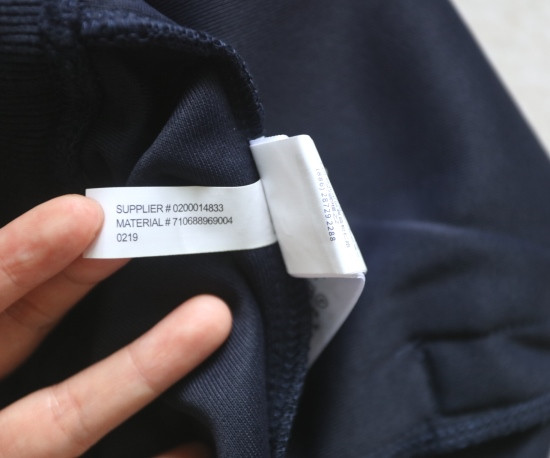 SUPPLIER # 0200014833
MATERIAL # 710688969004
0219